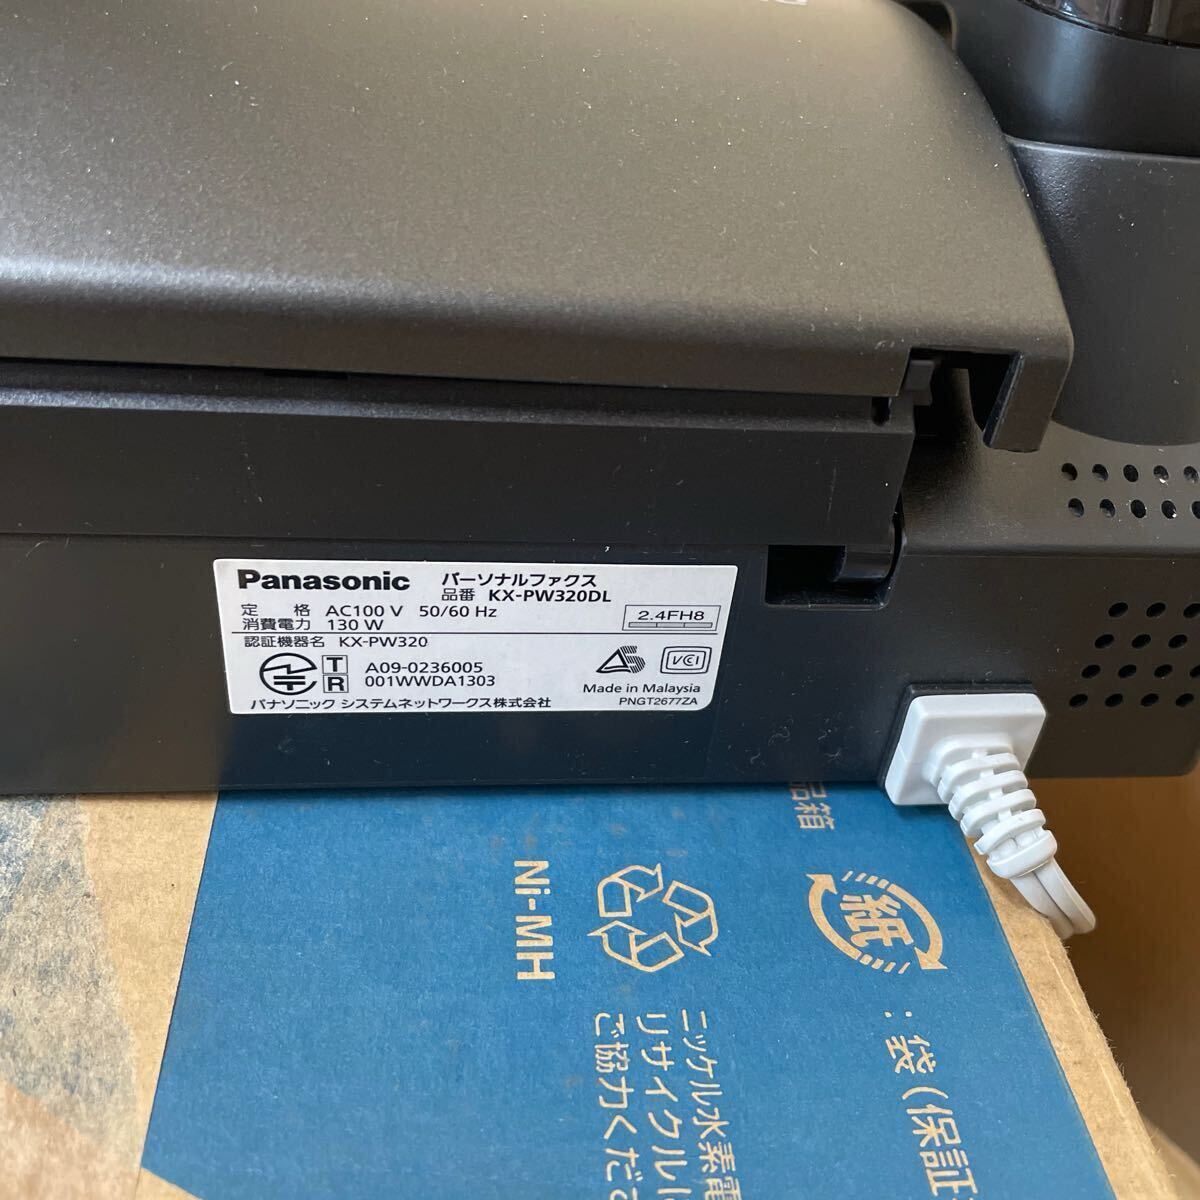 Panasonic パーソナルファクス
品番 KX-PW320DL
定 格 AC100 V 50/60 Hz
消費電力 130 W
2.4FH8
認証機器名 KX-PW320
T A09-0236005
R 001WWDA1303
VCI
Made in Malaysia
パナソニック システムネットワークス株式会社
PNGT2677ZA
品箱
紙
: 袋 (保証
Ni-MH
ニッケル水素電
リサイクルに
ご協力くださ